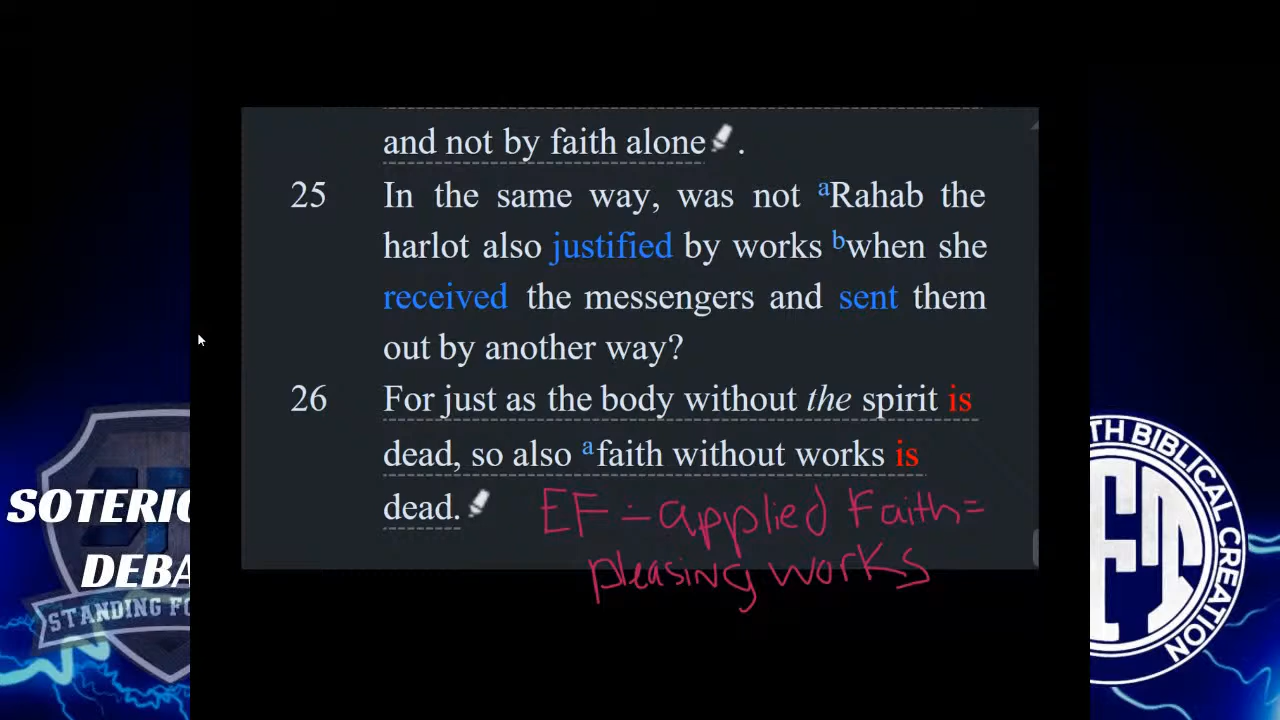 and not by faith alone .
25 In the same way, was not aRahab the
harlot also justified by works bwhen she
received the messengers and sent them
out by another way?
26 For just as the body without the spirit is
dead, so also afaith without works is
dead.
EF - applied Faith=
pleasing works
SOTERIO
DEBA
STANDING FO
TH BIBLICAL CREATION
FT